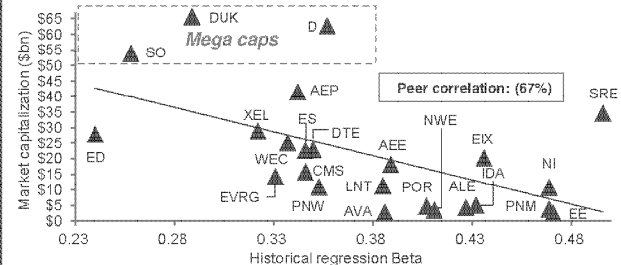 Market capitalization ($bn)
$65
$60
$55
$50
$45
$40
$35
$30
$25
$20
$15
$10
$5
$0
DUK
D
Mega caps
SO
AEP
Peer correlation: (67%)
SRE
XEL
ES
DTE
NWE
ED
WEC
AEE
EIX
EVRG
CMS
IDA
PNW
LNT
POR
ALE
NI
AVA
PNM
EE
0.23
0.28
0.33
0.38
0.43
0.48
Historical regression Beta